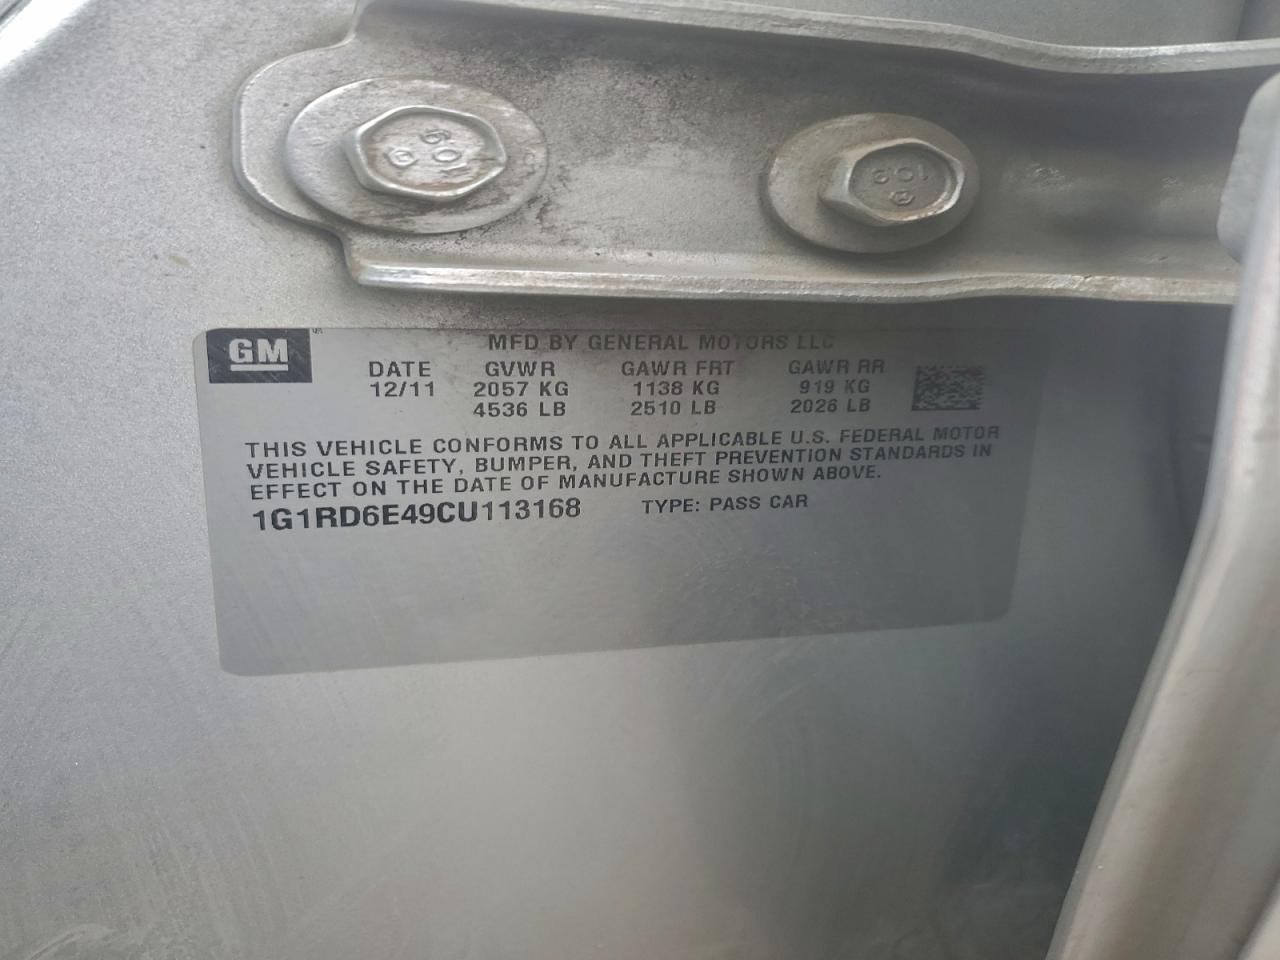 109
109
GM
MFD BY GENERAL MOTORS LLC
DATE GVWR GAWR FRT GAWR RR
12/11 2057 KG 1138 KG 919 KG
4536 LB 2510 LB 2026 LB
THIS VEHICLE CONFORMS TO ALL APPLICABLE U.S. FEDERAL MOTOR
VEHICLE SAFETY, BUMPER, AND THEFT PREVENTION STANDARDS IN
EFFECT ON THE DATE OF MANUFACTURE SHOWN ABOVE.
1G1RD6E49CU113168 TYPE: PASS CAR